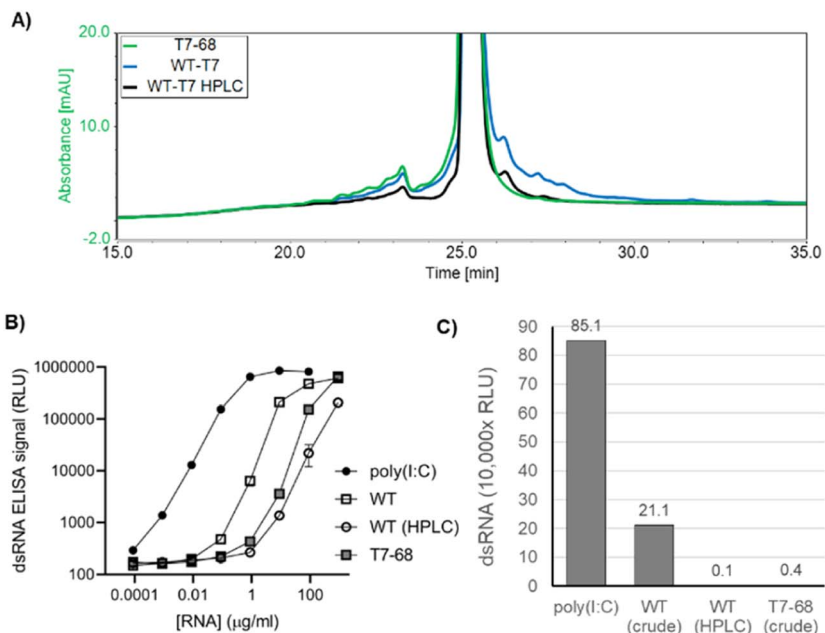 A)
20.0
T7-68
WT-T7
WT-T7 HPLC
10.0
Absorbance [mAU]
-2.0
15.0 20.0 25.0 30.0 35.0
Time [min]
B)
1000000
100000
10000
1000
100
dsRNA ELISA signal (RLU)
0.0001 0.01 1 100
[RNA] (µg/ml)
poly(I:C)
WT
WT (HPLC)
T7-68
C)
90
80
70
60
50
40
30
20
10
0
dsRNA (10,000x RLU)
85.1
21.1
0.1
0.4
poly(I:C) WT WT T7-68
(crude) (HPLC) (crude)